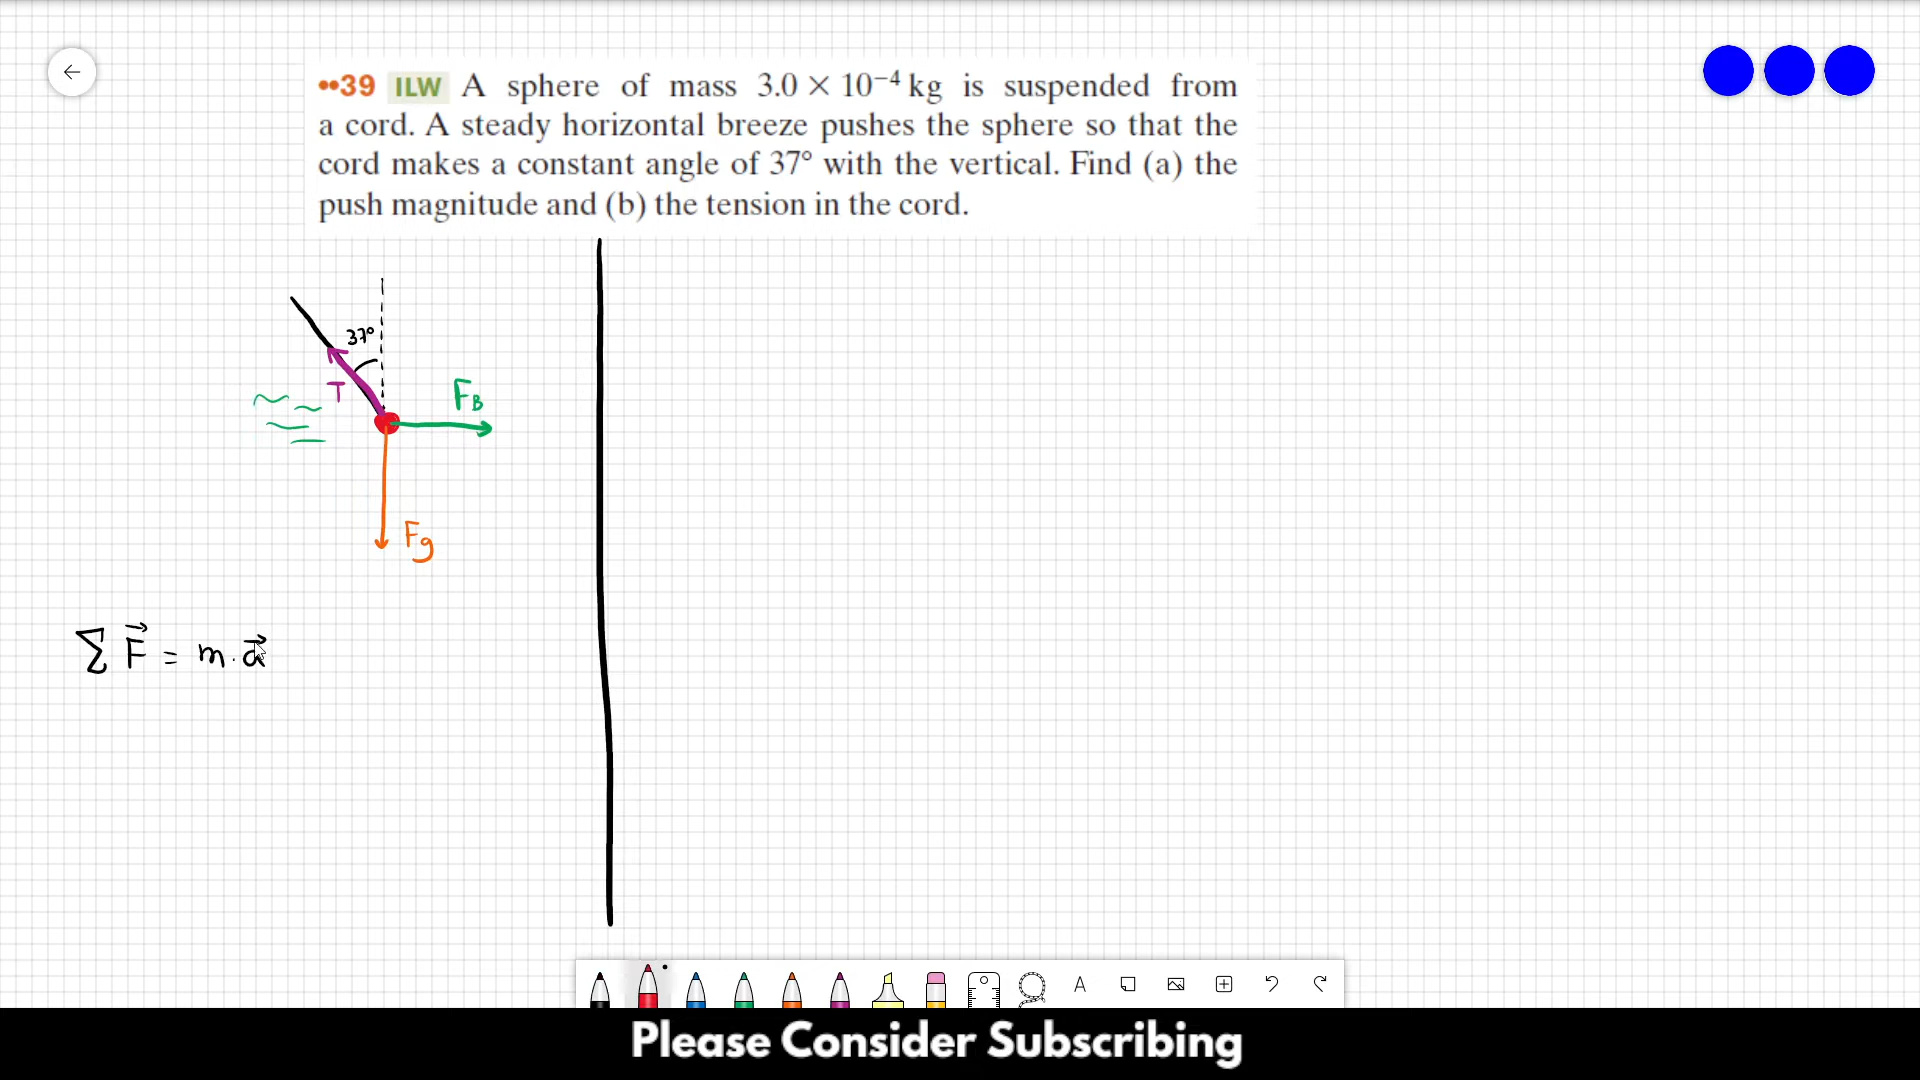 ••39 ILW A sphere of mass 3.0 × 10⁻⁴ kg is suspended from
a cord. A steady horizontal breeze pushes the sphere so that the
cord makes a constant angle of 37° with the vertical. Find (a) the
push magnitude and (b) the tension in the cord.
37°
T
F_B
F_g
∑ F⃗ = m . a⃗
A
Please Consider Subscribing